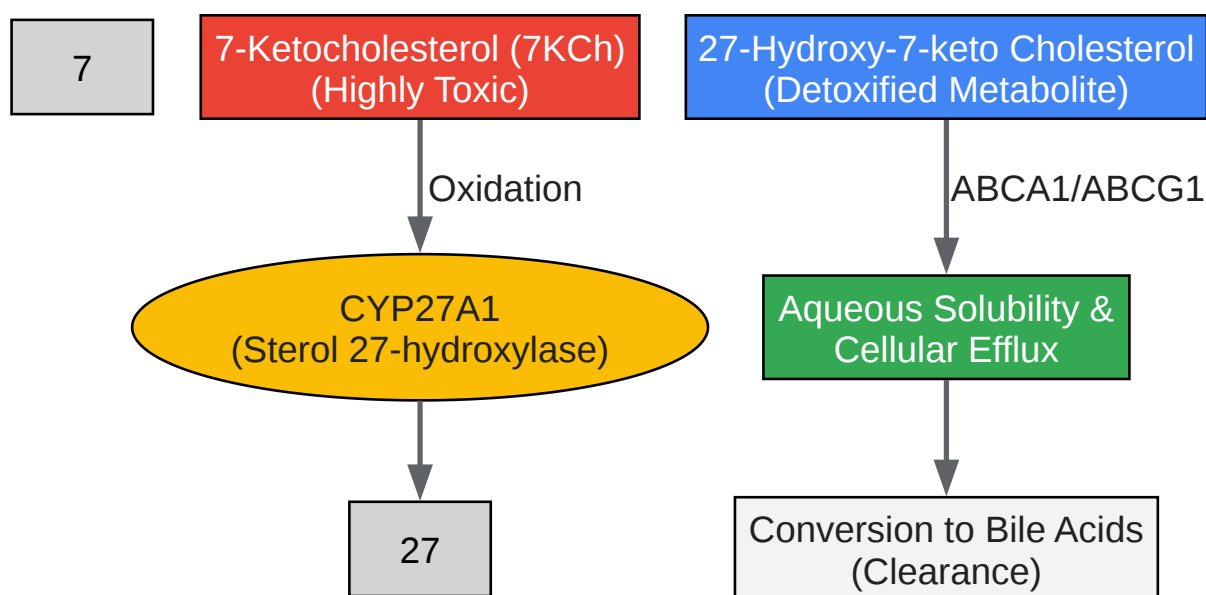 7
7-Ketocholesterol (7KCh)
(Highly Toxic)
27-Hydroxy-7-keto Cholesterol
(Detoxified Metabolite)
Oxidation
ABCA1/ABCG1
CYP27A1
(Sterol 27-hydroxylase)
Aqueous Solubility &
Cellular Efflux
27
Conversion to Bile Acids
(Clearance)